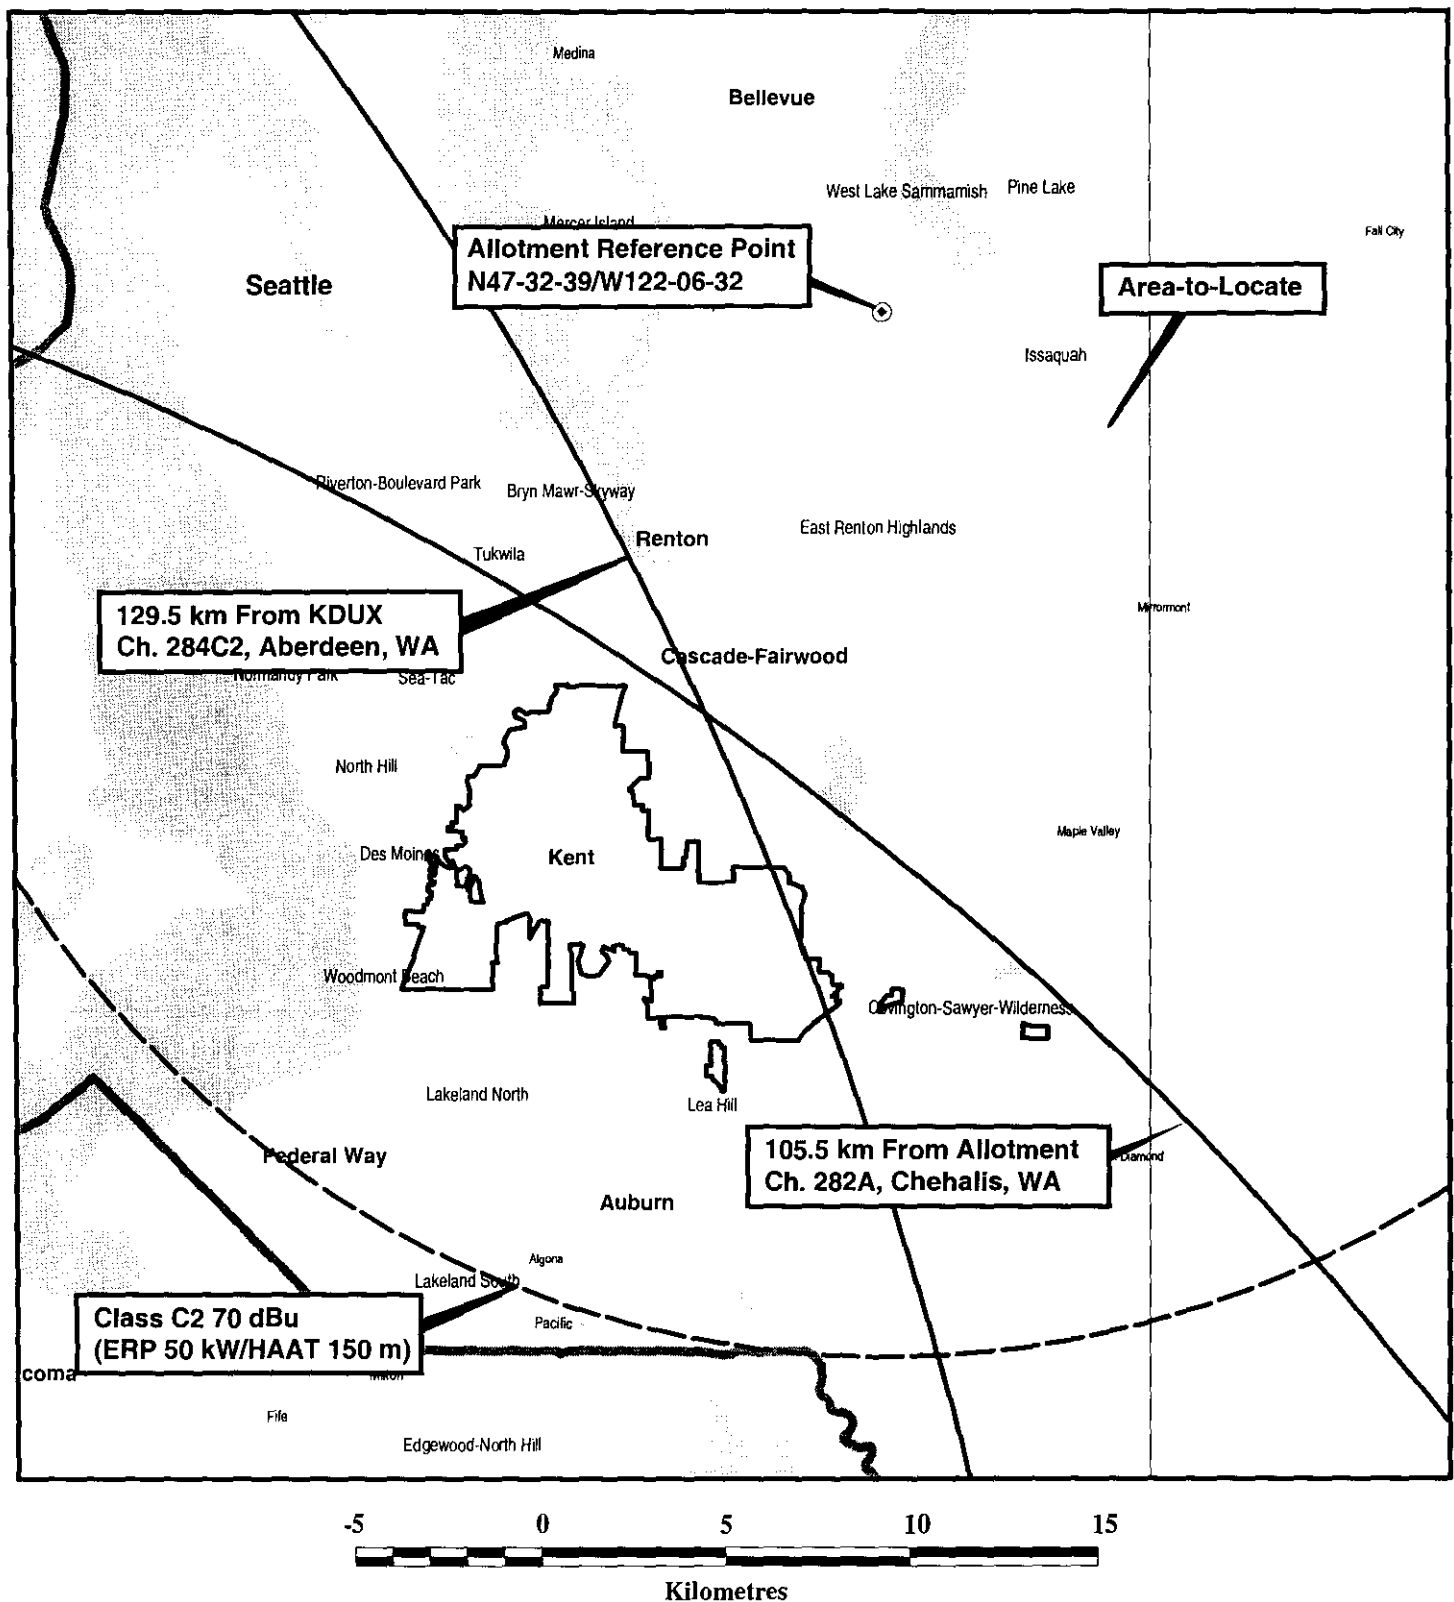 Medina
Bellevue
West Lake Sammamish
Pine Lake
Mercer Island
Fall City
Allotment Reference Point
N47-32-39/W122-06-32
Seattle
Area-to-Locate
Issaquah
Riverton-Boulevard Park
Bryn Mawr-Skyway
East Renton Highlands
Renton
Tukwila
129.5 km From KDUX
Ch. 284C2, Aberdeen, WA
Mirrormont
Cascade-Fairwood
Normandy Park
Sea-Tac
North Hill
Maple Valley
Des Moines
Kent
Woodmont Beach
Covington-Sawyer-Wilderness
Lakeland North
Lea Hill
105.5 km From Allotment
Ch. 282A, Chehalis, WA
Diamond
Federal Way
Auburn
Algona
Lakeland South
Class C2 70 dBu
(ERP 50 kW/HAAT 150 m)
Pacific
coma
Fife
Edgewood-North Hill
-5 0 5 10 15
Kilometres